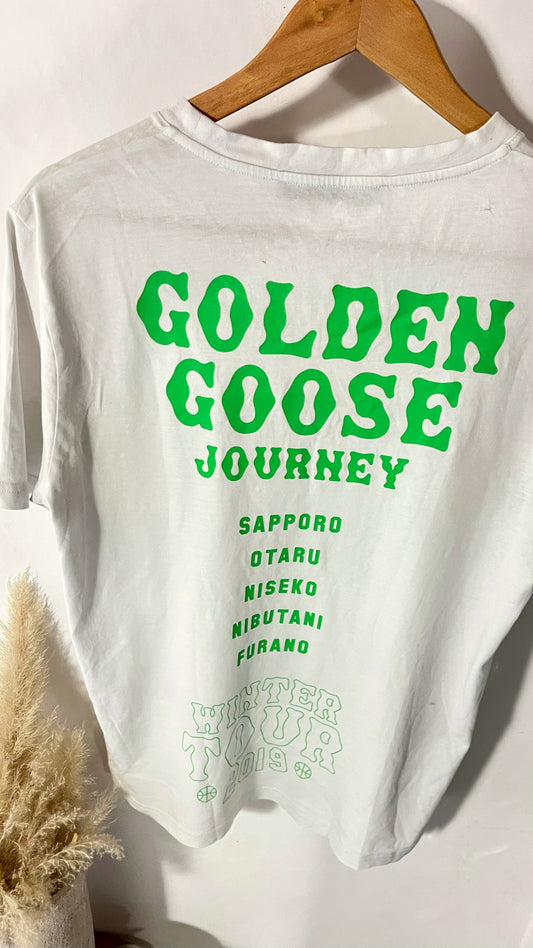 GOLDEN
GOOSE
JOURNEY
SAPPORO
OTARU
NISEKO
NIBUTANI
FURANO
WINTER
TOUR
2019